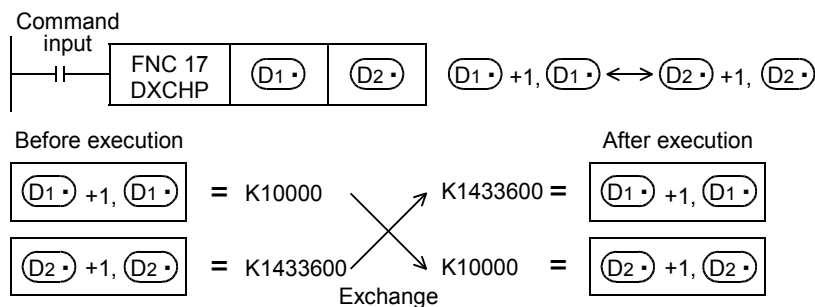 Command
input
FNC 17
DXCHP
D1 •
D2 •
D1 • +1, D1 • ↔ D2 • +1, D2 •
Before execution
After execution
D1 • +1, D1 • = K10000
K1433600 = D1 • +1, D1 •
D2 • +1, D2 • = K1433600
K10000 = D2 • +1, D2 •
Exchange